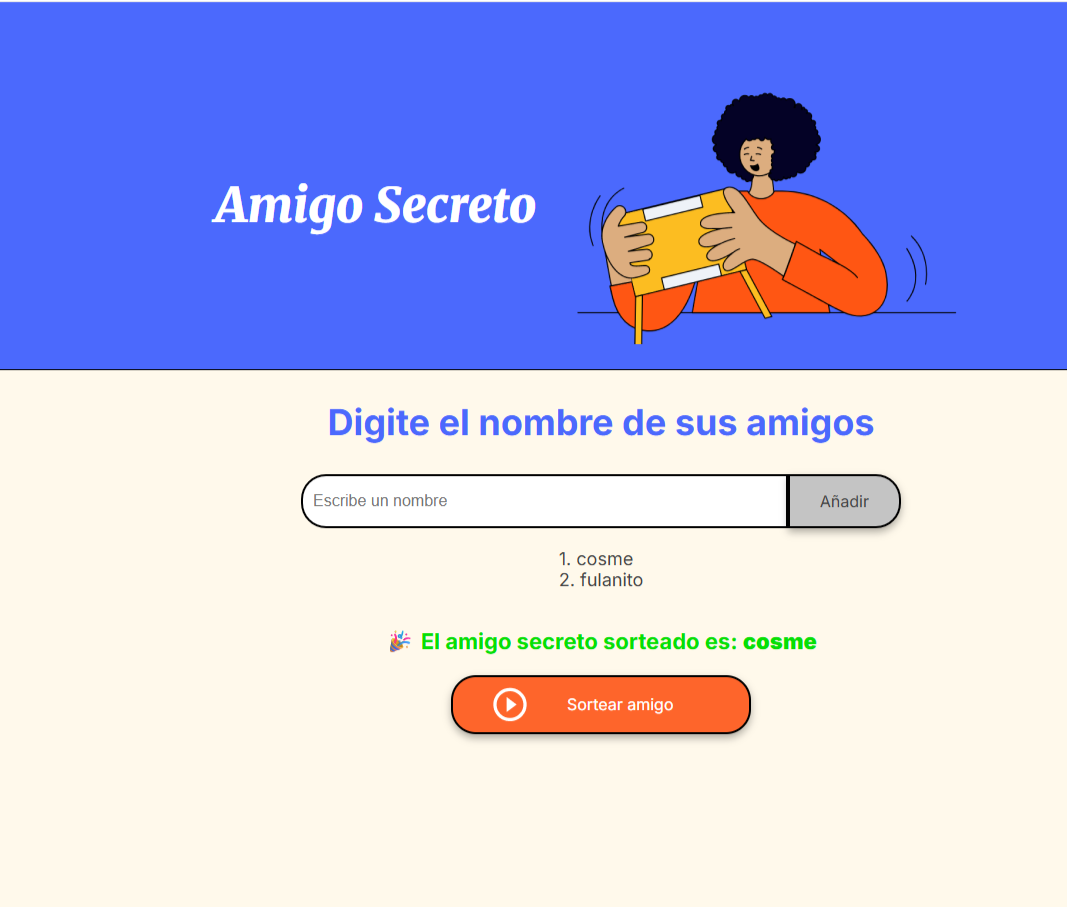 Amigo Secreto
Digite el nombre de sus amigos
Escribe un nombre
Añadir
1. cosme
2. fulanito
🎉 El amigo secreto sorteado es: cosme
Sortear amigo